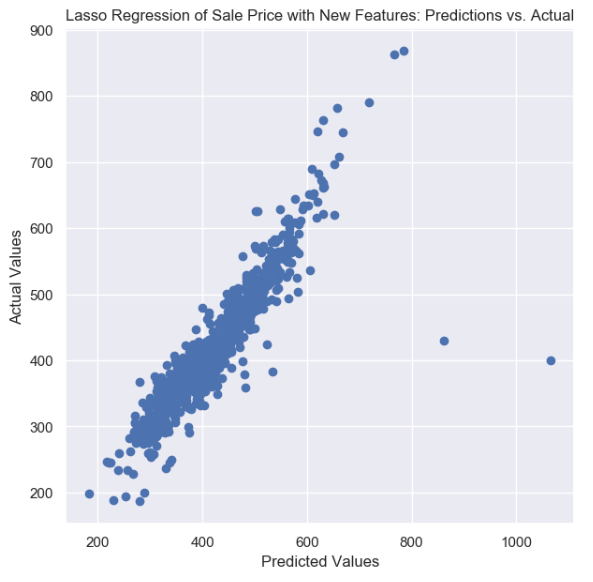 Lasso Regression of Sale Price with New Features: Predictions vs. Actual
900
800
700
600
500
400
300
200
Actual Values
200 400 600 800 1000
Predicted Values